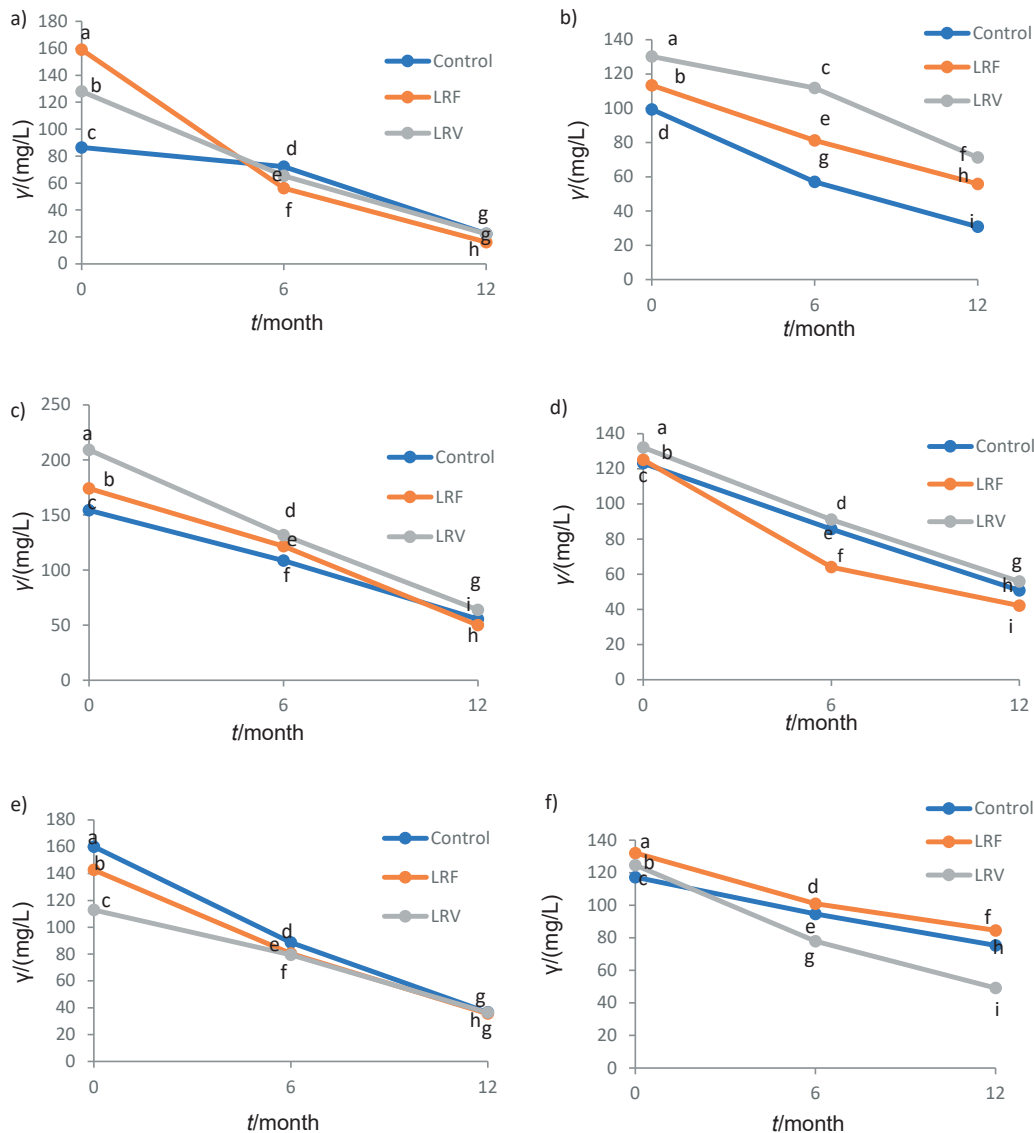 a)
γ/(mg/L)
180
160
140
120
100
80
60
40
20
0
a
b
c
d
e
f
g
g
h
Control
LRF
LRV
0
6
12
t/month
b)
γ/(mg/L)
140
120
100
80
60
40
20
0
a
b
c
d
e
g
f
h
i
Control
LRF
LRV
0
6
12
t/month
c)
γ/(mg/L)
250
200
150
100
50
0
a
b
c
d
e
f
g
i
h
Control
LRF
LRV
0
6
12
t/month
d)
γ/(mg/L)
140
120
100
80
60
40
20
0
a
b
c
d
e
f
g
h
i
Control
LRF
LRV
0
6
12
t/month
e)
γ/(mg/L)
180
160
140
120
100
80
60
40
20
0
a
b
c
d
e
f
g
h
g
Control
LRF
LRV
0
6
12
t/month
f)
γ/(mg/L)
140
120
100
80
60
40
20
0
a
b
c
d
e
g
f
h
i
Control
LRF
LRV
0
6
12
t/month